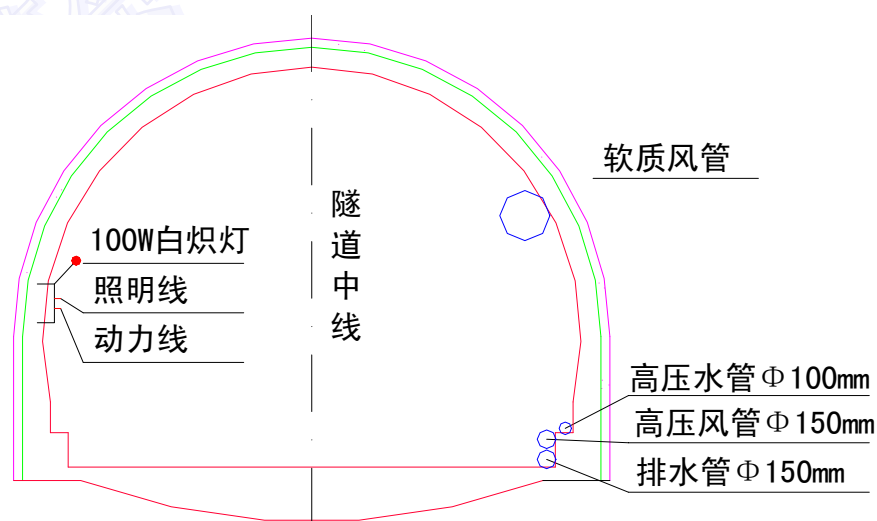 软质风管
隧道中线
100W白炽灯
照明线
动力线
高压水管Φ100mm
高压风管Φ150mm
排水管Φ150mm